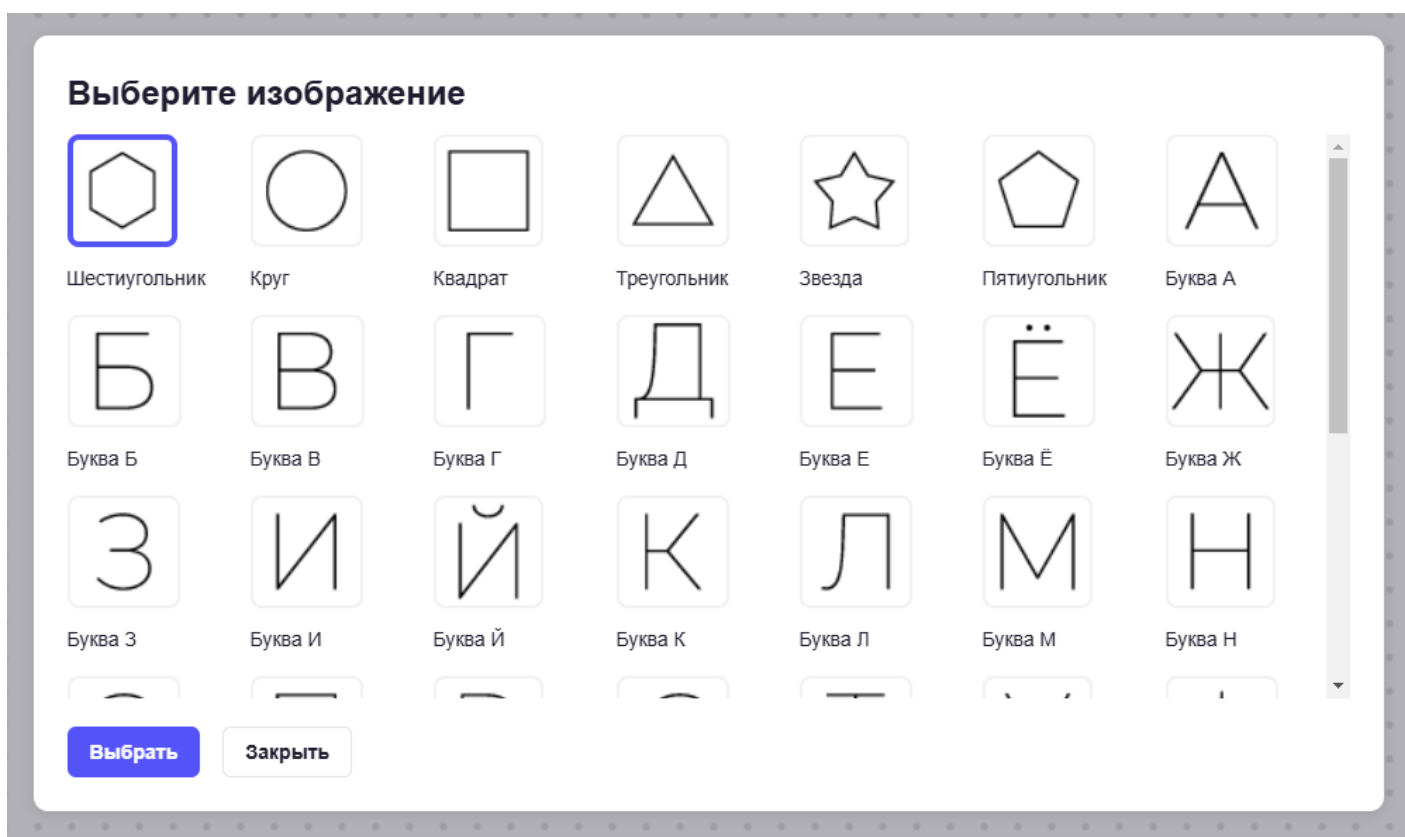 Выберите изображение
А
Шестиугольник Круг Квадрат Треугольник Звезда Пятиугольник Буква А
Б В Г Д Е Ё Ж
Буква Б Буква В Буква Г Буква Д Буква Е Буква Ё Буква Ж
З И Й К Л М Н
Буква З Буква И Буква Й Буква К Буква Л Буква М Буква Н
Выбрать Закрыть